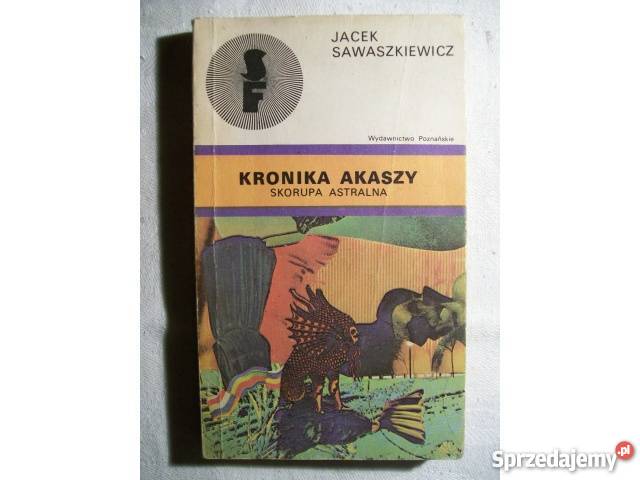 SF
JACEK
SAWASZKIEWICZ
Wydawnictwo Poznańskie
KRONIKA AKASZY
SKORUPA ASTRALNA
Sprzedajemy.pl